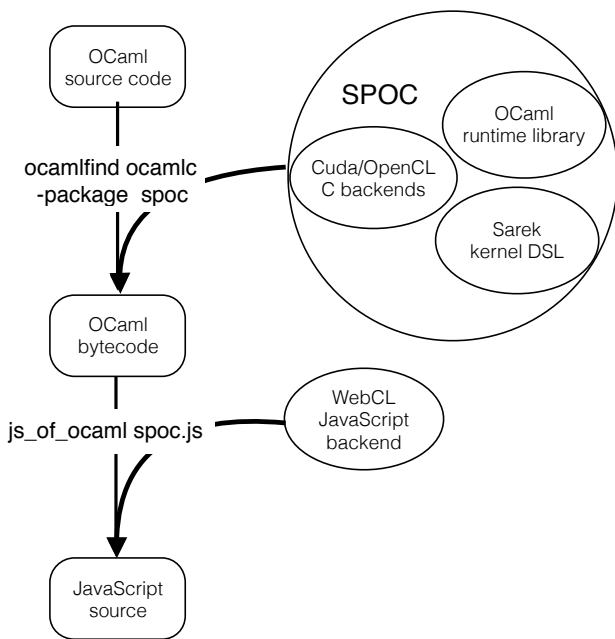 OCaml
source code
SPOC
OCaml
runtime library
ocamlfind ocamlc
-package spoc
Cuda/OpenCL
C backends
Sarek
kernel DSL
OCaml
bytecode
WebCL
JavaScript
backend
js_of_ocaml spoc.js
JavaScript
source